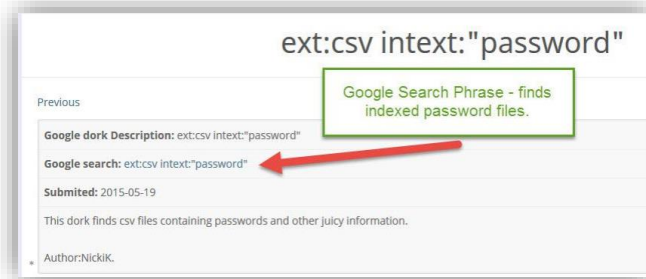 ext:csv intext:"password"
Google Search Phrase - finds
indexed password files.
Previous
Google dork Description: ext:csv intext:"password"
Google search: ext:csv intext:"password"
Submited: 2015-05-19
This dork finds csv files containing passwords and other juicy information.
* Author:NickiK.